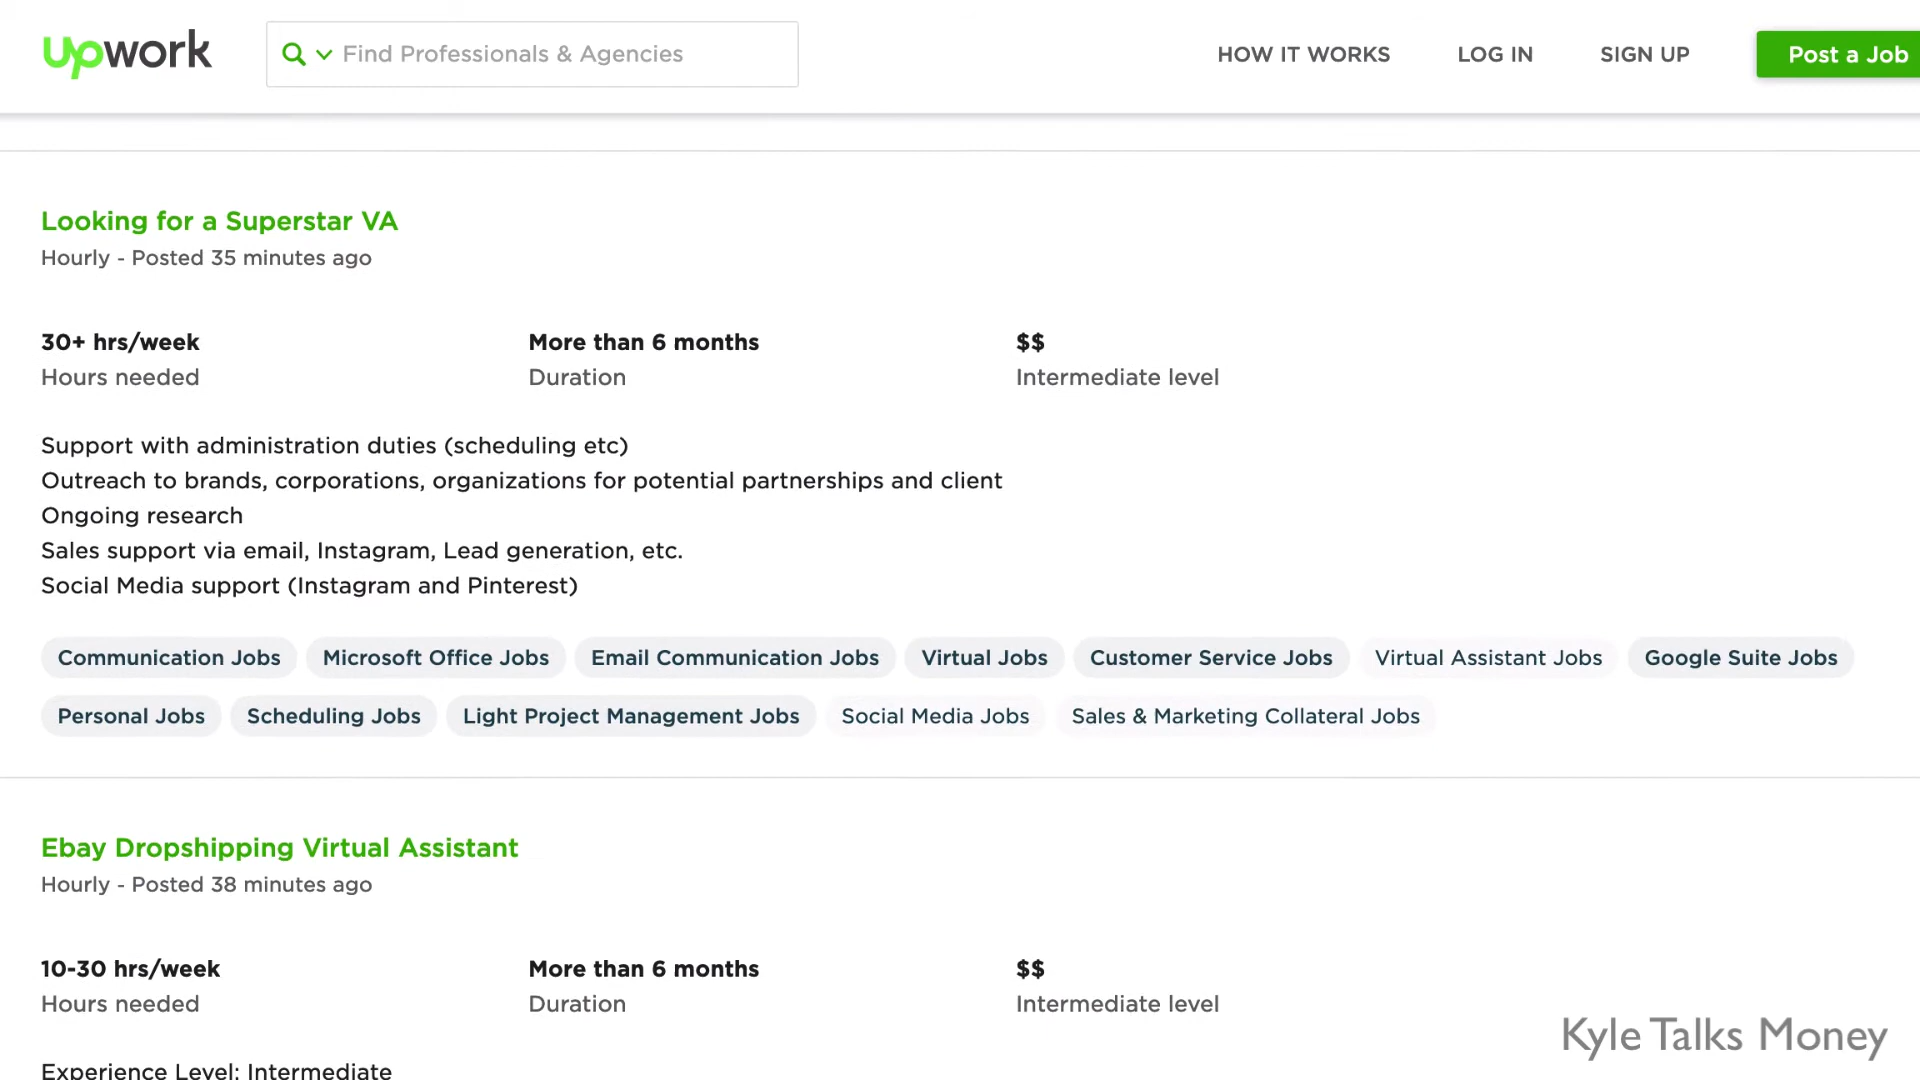 Upwork
Find Professionals & Agencies
HOW IT WORKS
LOG IN
SIGN UP
Post a Job
Looking for a Superstar VA
Hourly - Posted 35 minutes ago
30+ hrs/week
More than 6 months
$$
Hours needed
Duration
Intermediate level
Support with administration duties (scheduling etc)
Outreach to brands, corporations, organizations for potential partnerships and client
Ongoing research
Sales support via email, Instagram, Lead generation, etc.
Social Media support (Instagram and Pinterest)
Communication Jobs
Microsoft Office Jobs
Email Communication Jobs
Virtual Jobs
Customer Service Jobs
Virtual Assistant Jobs
Google Suite Jobs
Personal Jobs
Scheduling Jobs
Light Project Management Jobs
Social Media Jobs
Sales & Marketing Collateral Jobs
Ebay Dropshipping Virtual Assistant
Hourly - Posted 38 minutes ago
10-30 hrs/week
More than 6 months
$$
Hours needed
Duration
Intermediate level
Experience Level: Intermediate
Kyle Talks Money